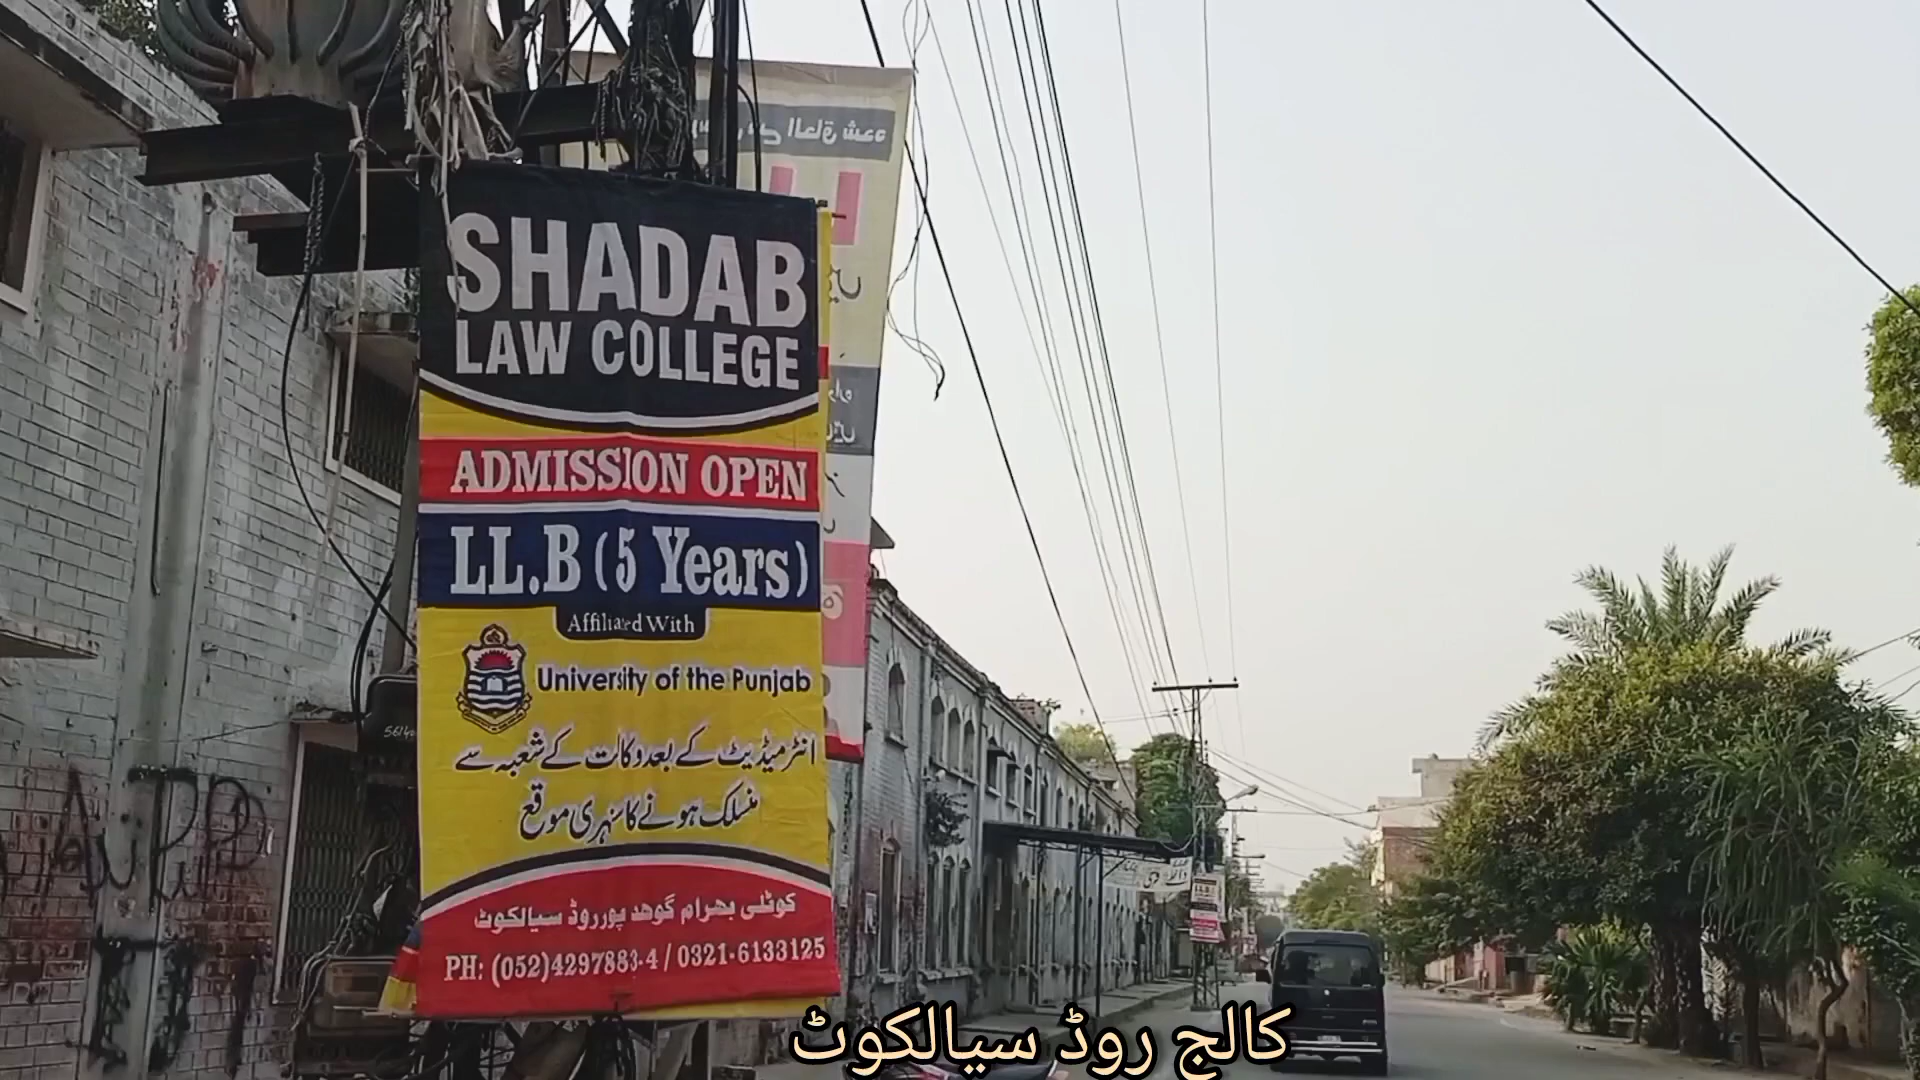 SHADAB
LAW COLLEGE
ADMISSION OPEN
LL.B (5 Years)
Affiliated With
University of the Punjab
انٹرمیڈیٹ کے بعد وکالت کے شعبہ سے
منسلک ہونے کا سنہری موقع
کوٹلی بهرام گوهد پور روڈ سیالکوٹ
PH: (052)4297883-4 / 0321-6133125
کالج روڈ سیالکوٹ